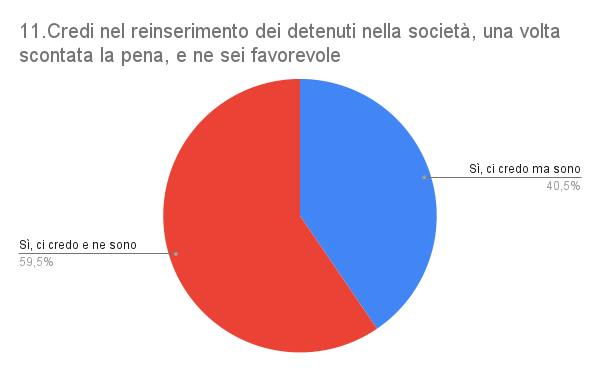 11.Credi nel reinserimento dei detenuti nella società, una volta
scontata la pena, e ne sei favorevole
Sì, ci credo ma sono
40,5%
Sì, ci credo e ne sono
59,5%